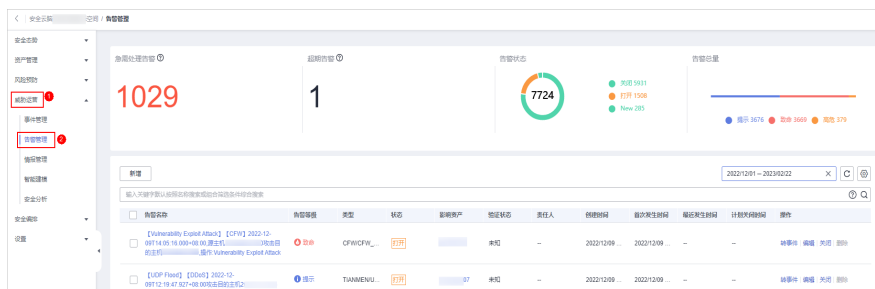 安全云脑 空间 / 告警管理
安全态势
资产管理
风险预防
威胁运营 1
事件管理
告警管理 2
情报管理
智能建模
安全分析
安全编排
设置
急需处理告警
1029
超期告警
1
告警状态
7724
关闭 5931
打开 1508
New 285
告警总量
提示 3676 致命 3669 高危 379
新增
2022/12/01 – 2023/02/22
输入关键字默认按照名称搜索或组合筛选条件综合搜索
告警名称 告警等级 类型 状态 影响资产 验证状态 责任人 创建时间 首次发生时间 最近发生时间 计划关闭时间 操作
【Vulnerability Exploit Attack】【CFW】2022-12-
09T14:05:16.000+08:00,源主机 攻击目
的主机 ,操作 Vulnerability Exploit Attack
致命 CFW/CFW_... 打开 未知 -- 2022/12/09 ... 2022/12/09 ... -- -- 转事件 编辑 关闭 删除
【UDP Flood】【DDoS】2022-12-
09T12:19:47.927+08:00攻击目的主机2
提示 TIANMEN/U... 打开 07 未知 -- 2022/12/09 ... 2022/12/09 ... -- -- 转事件 编辑 关闭 删除